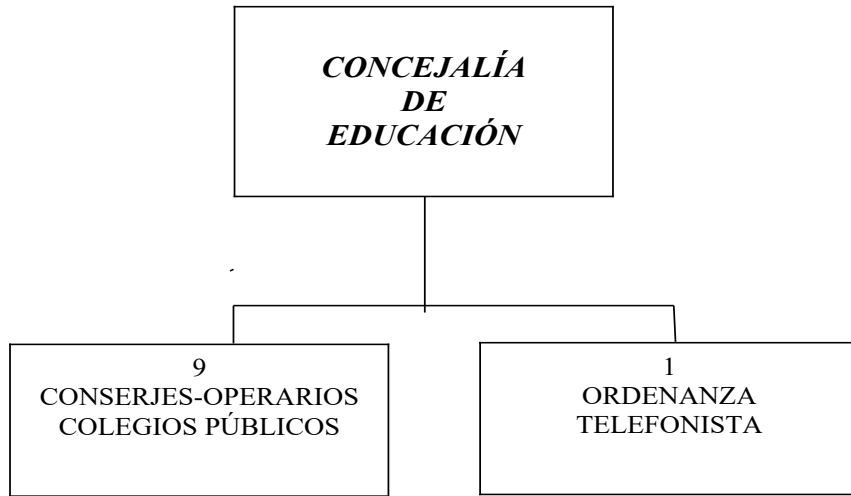 CONCEJALÍA
DE
EDUCACIÓN
9
CONSERJES-OPERARIOS
COLEGIOS PÚBLICOS
1
ORDENANZA
TELEFONISTA